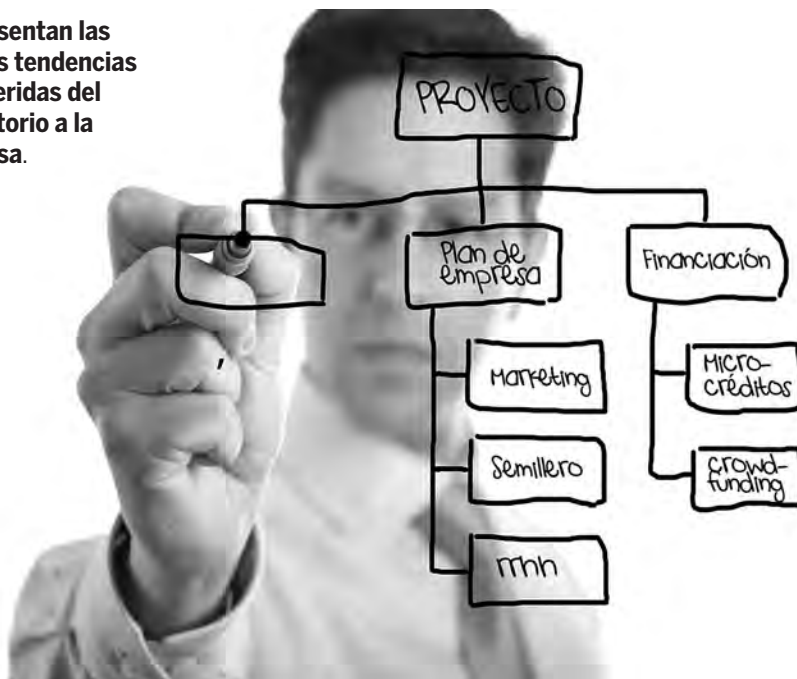 sentan las
s tendencias
eridas del
torio a la
sa.
PROYECTO
Plan de
empresa
Financiación
Marketing
Micro-
créditos
Semillero
crowd-
funding
rrhh